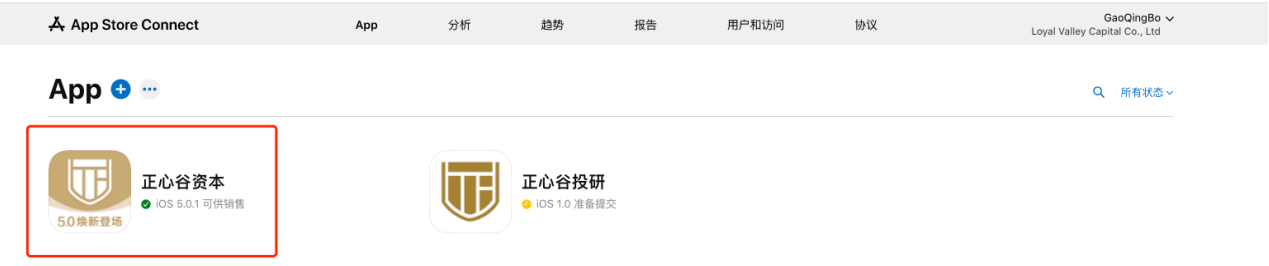 App Store Connect
App 分析 趋势 报告 用户和访问 协议
GaoQingBo
Loyal Valley Capital Co., Ltd
App
所有状态
正心谷资本
iOS 5.0.1 可供销售
5.0焕新登场
正心谷投研
iOS 1.0 准备提交